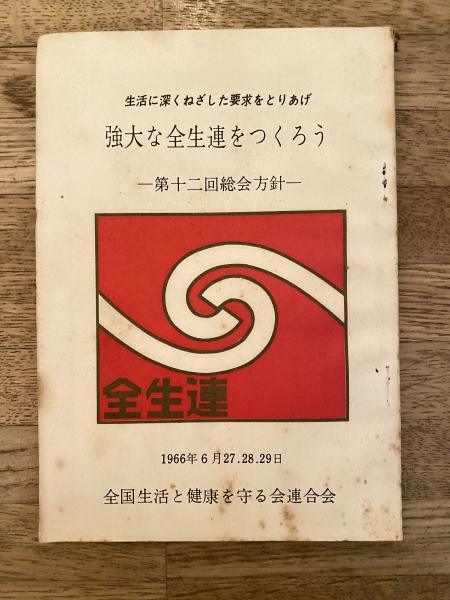 生活に深くねざした要求をとりあげ
強大な全生連をつくろう
—第十二回総会方針—
全生連
1966年6月27.28.29日
全国生活と健康を守る会連合会